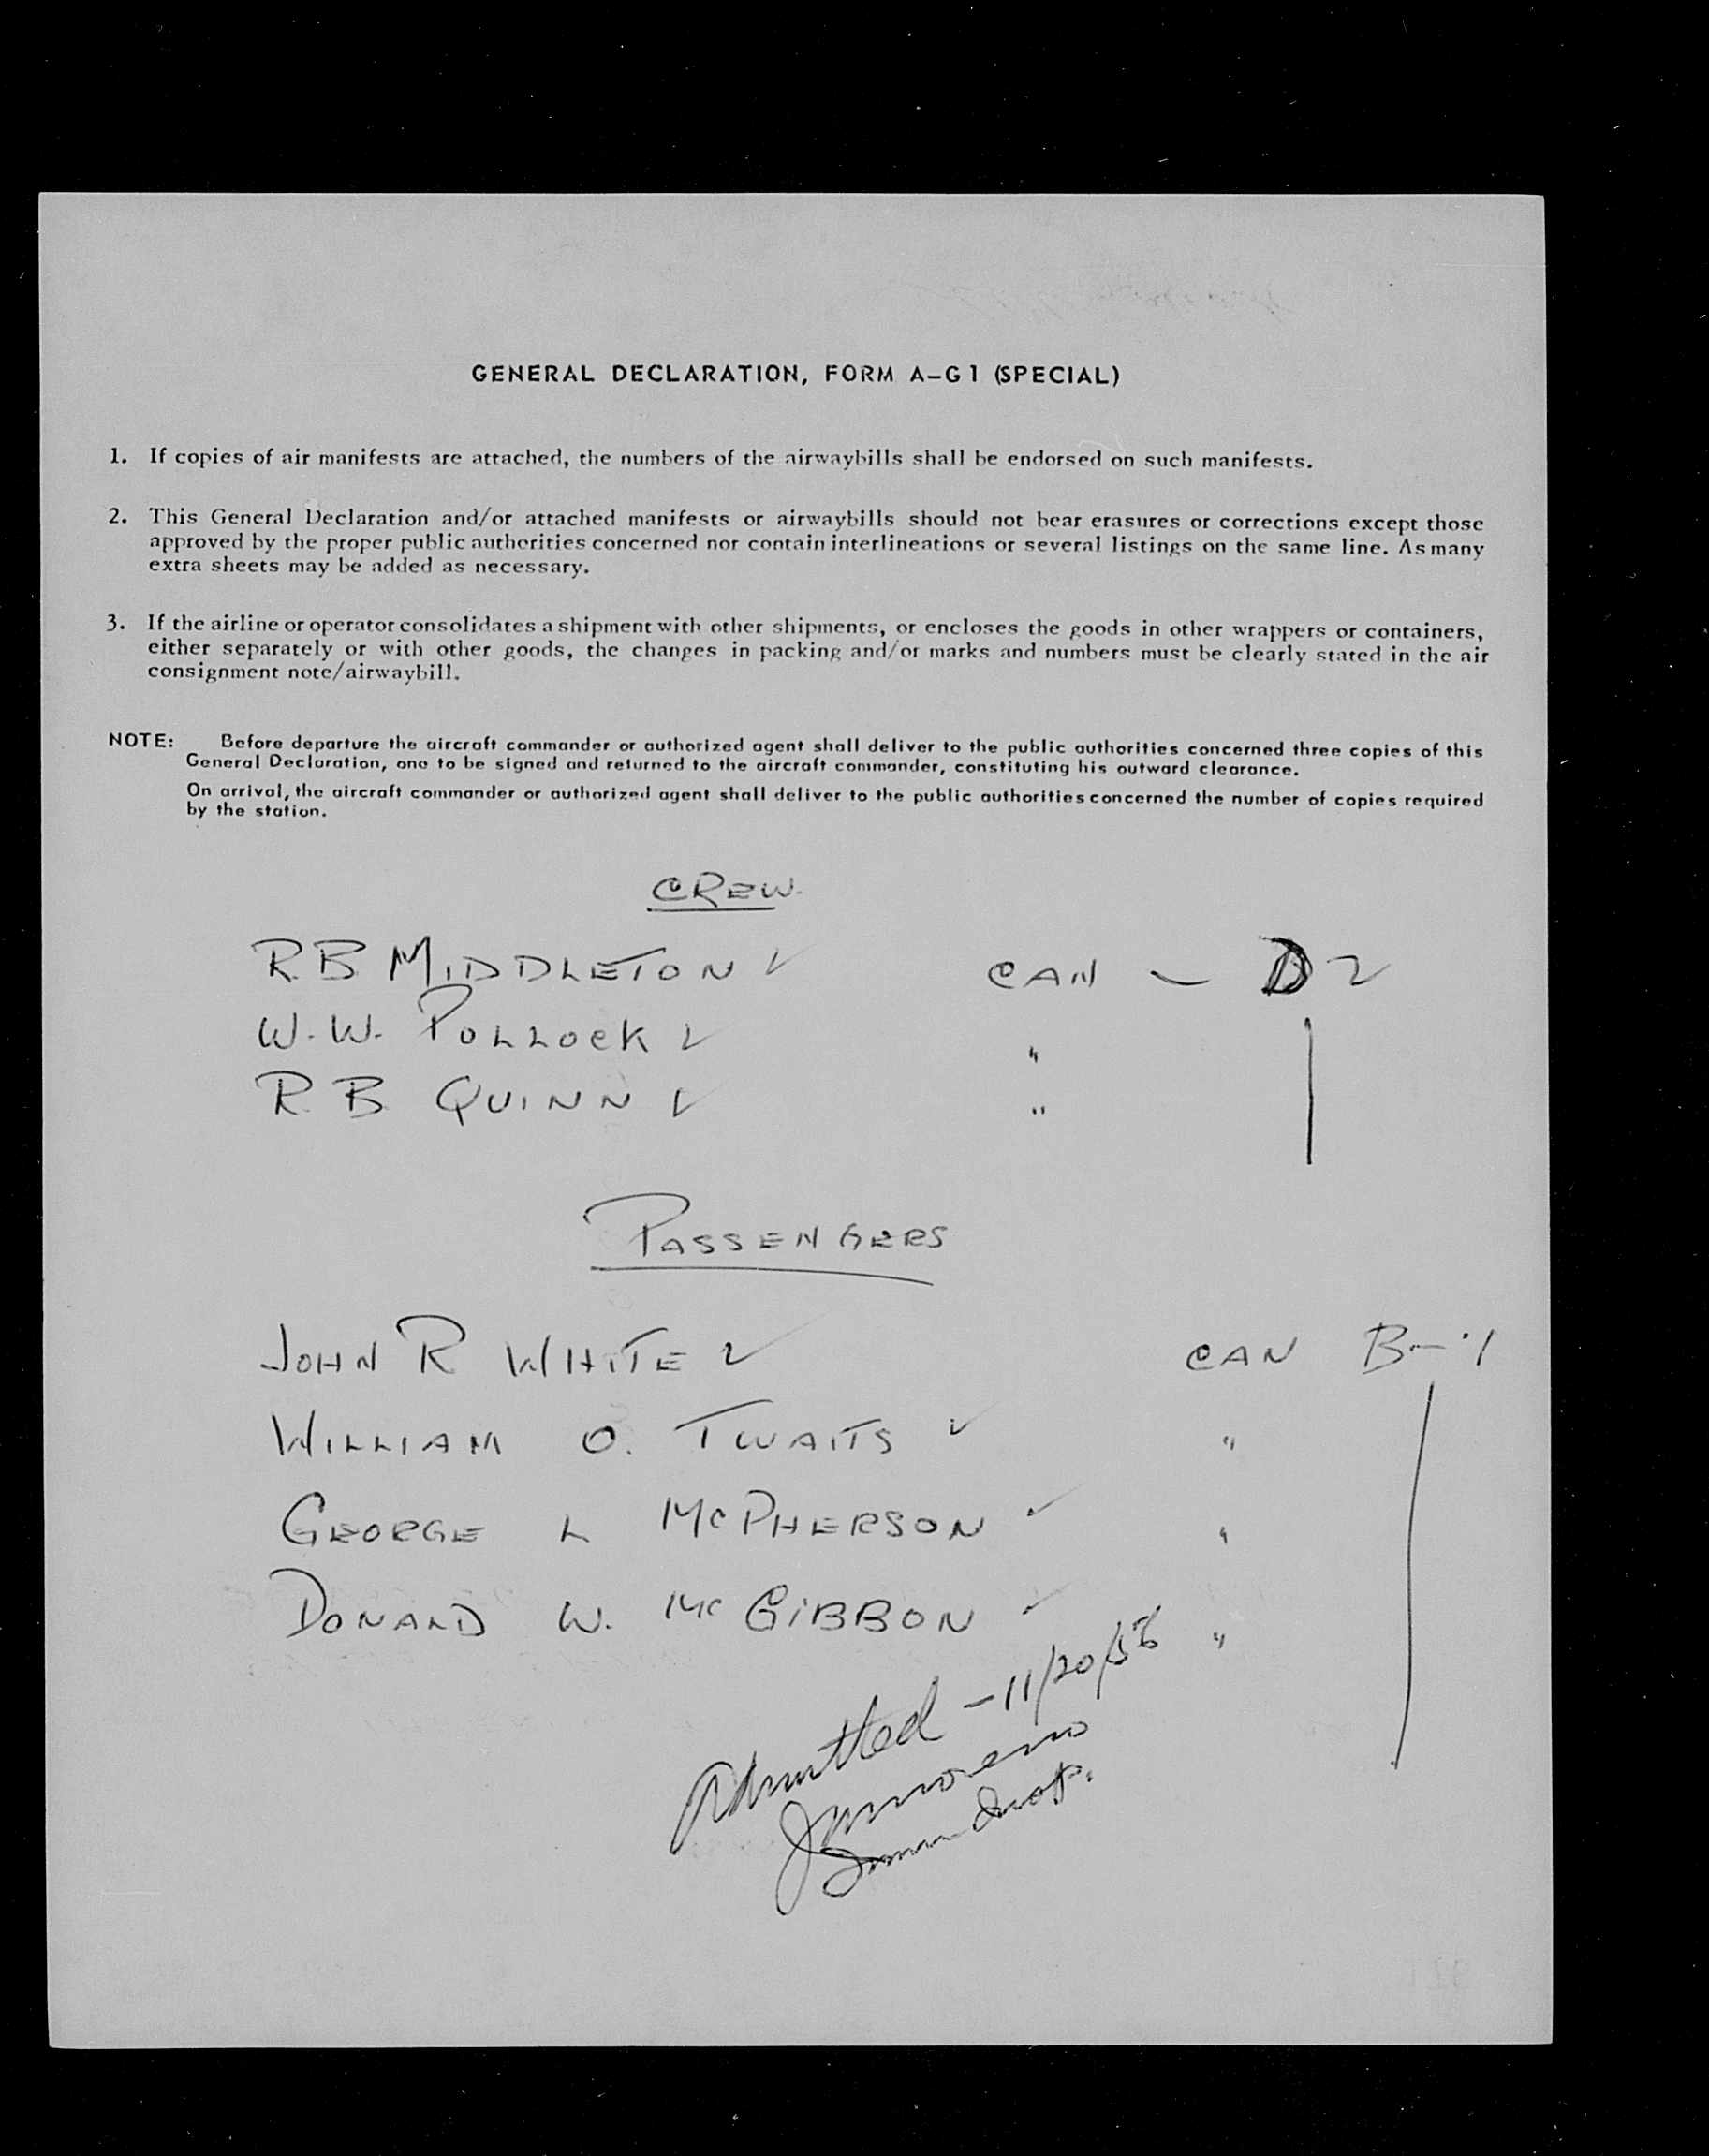 GENERAL DECLARATION, FORM A-G1 (SPECIAL)
1. If copies of air manifests are attached, the numbers of the airwaybills shall be endorsed on such manifests.
2. This General Declaration and/or attached manifests or airwaybills should not bear erasures or corrections except those
approved by the proper public authorities concerned nor contain interlineations or several listings on the same line. As many
extra sheets may be added as necessary.
3. If the airline or operator consolidates a shipment with other shipments, or encloses the goods in other wrappers or containers,
either separately or with other goods, the changes in packing and/or marks and numbers must be clearly stated in the air
consignment note/airwaybill.
NOTE: Before departure the aircraft commander or authorized agent shall deliver to the public authorities concerned three copies of this
General Declaration, one to be signed and returned to the aircraft commander, constituting his outward clearance.
On arrival, the aircraft commander or authorized agent shall deliver to the public authorities concerned the number of copies required
by the station.
CREW
R.B MIDDLETON ✓ CAN - D2
W.W. POLLOCK ✓ "
R.B QUINN ✓ "
PASSENGERS
JOHN R WHITE ✓ CAN B-1
WILLIAM O. TWAITS ✓ "
GEORGE L MCPHERSON ✓ "
DONALD W. MC GIBBON ✓ "
Admitted - 11/20/56
Insp.